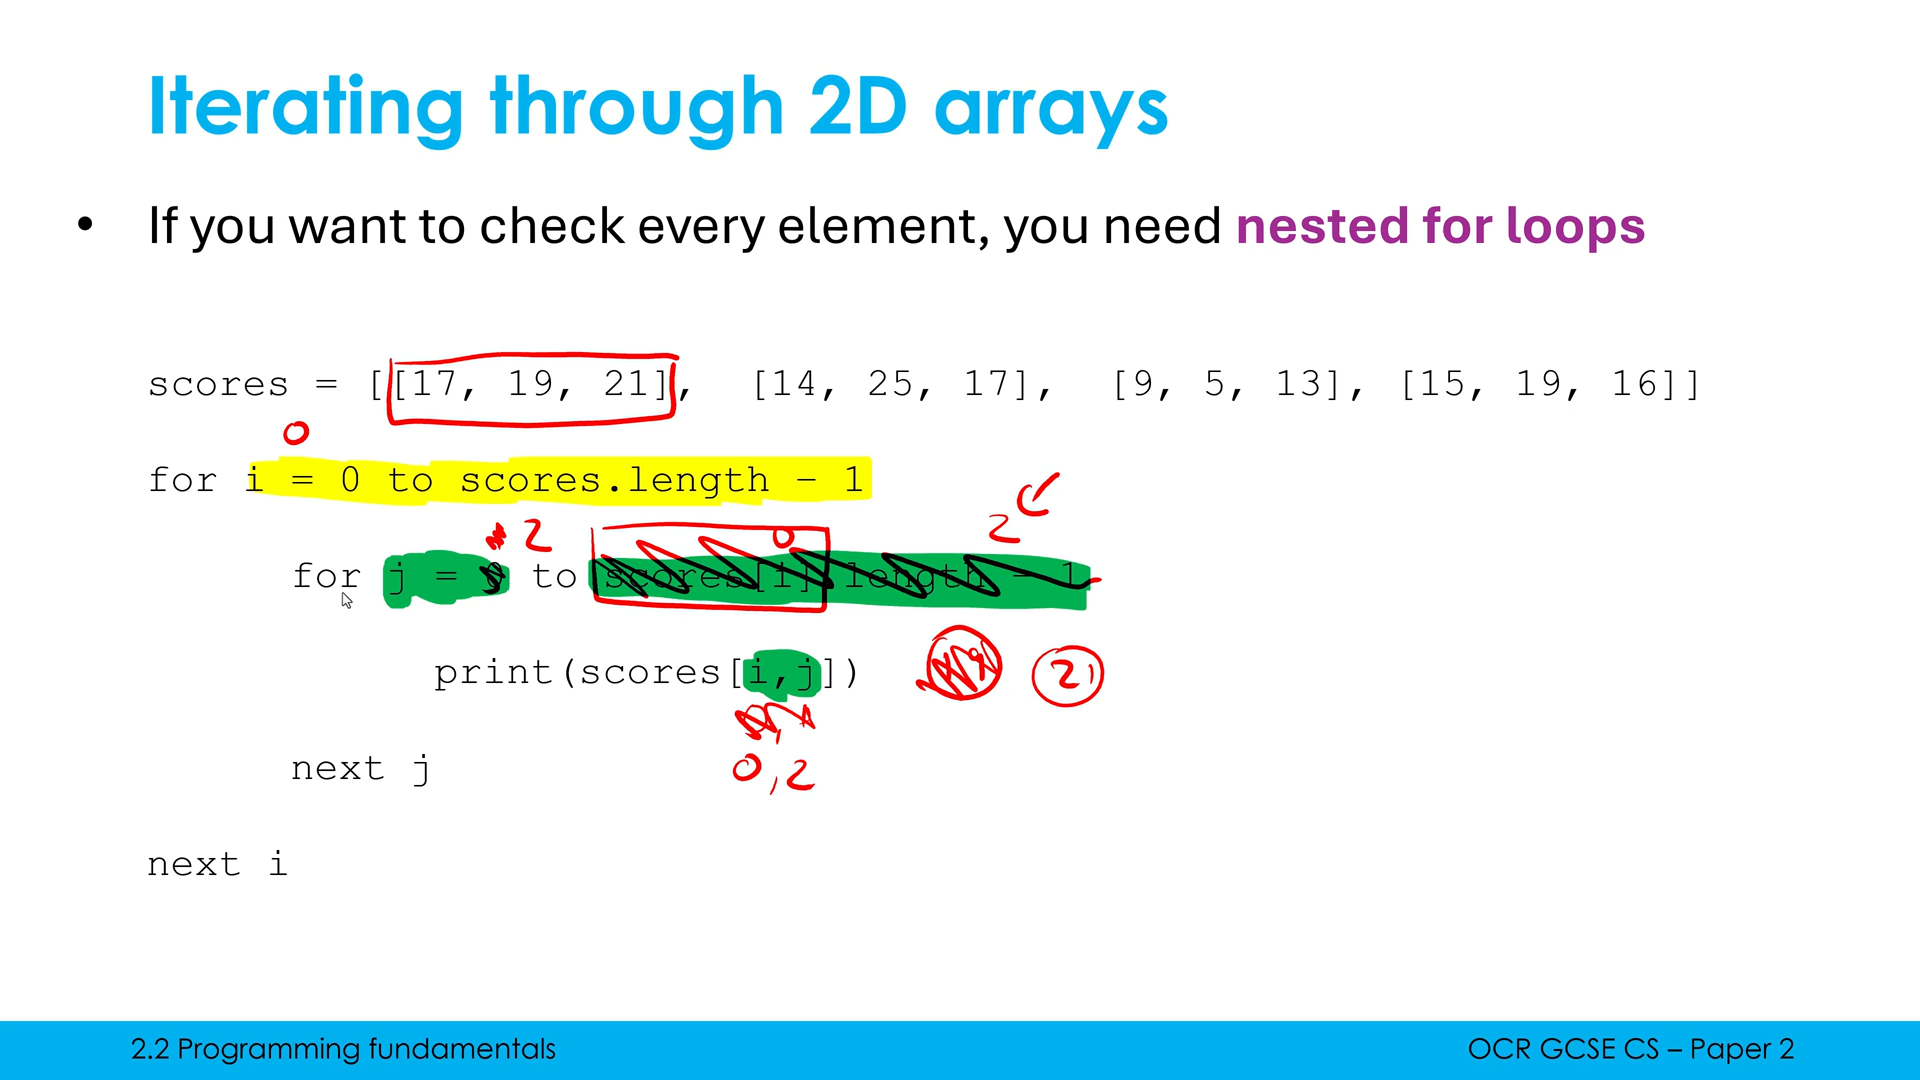 Iterating through 2D arrays
• If you want to check every element, you need nested for loops
scores = [[17, 19, 21], [14, 25, 17], [9, 5, 13], [15, 19, 16]]
0
for i = 0 to scores.length - 1
2 0 2
for j = 0 to scores[i].length - 1
print(scores[i,j]) 21
0,2
next j
next i
2.2 Programming fundamentals
OCR GCSE CS – Paper 2